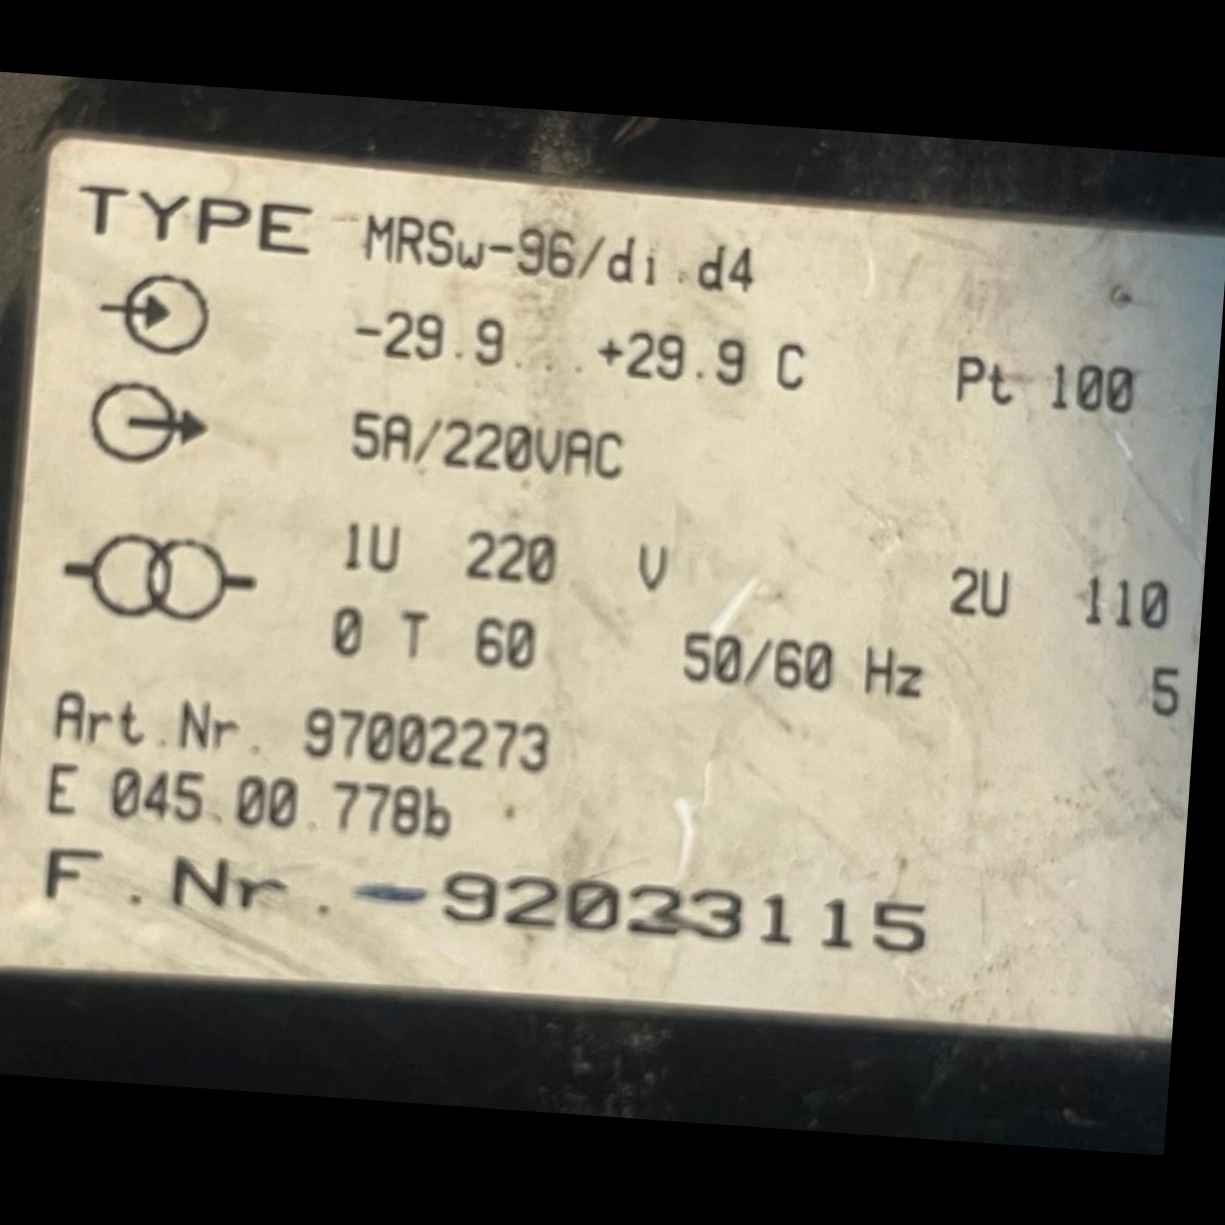 TYPE MRSw-96/di.d4
-29.9...+29.9 C Pt 100
5A/220VAC
1U 220 V 2U 110
0 T 60 50/60 Hz 5
Art.Nr. 97002273
E 045.00.778b
F.Nr.-92023115